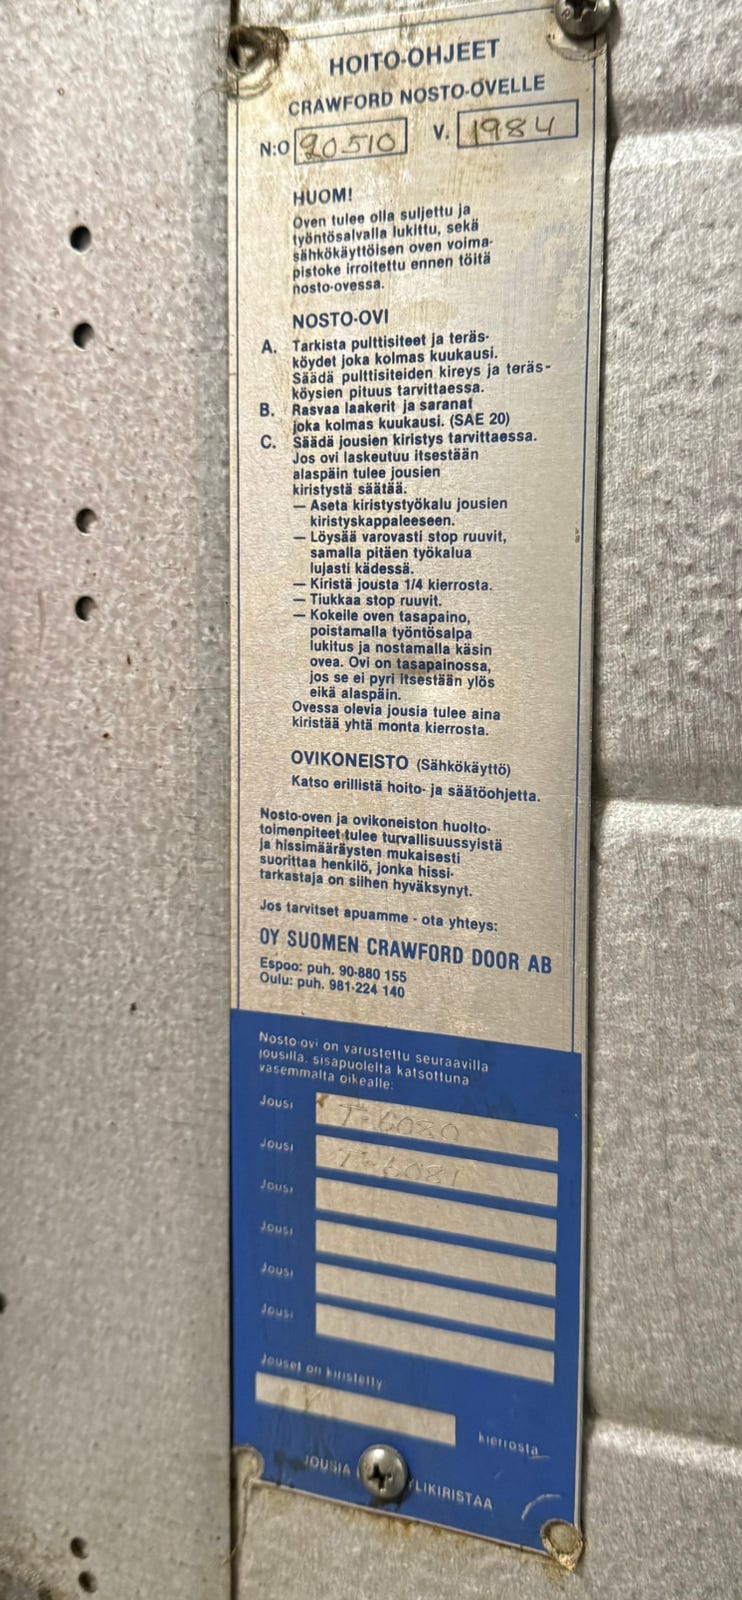 HOITO-OHJEET
CRAWFORD NOSTO-OVELLE
N:O 20510 V. 1984
HUOM!
Oven tulee olla suljettu ja
työntösalvalla lukittu, sekä
sähkökäyttöisen oven voima-
pistoke irroitettu ennen töitä
nosto-ovessa.
NOSTO-OVI
A. Tarkista pulttisiteet ja teräs-
köydet joka kolmas kuukausi.
Säädä pulttisiteiden kireys ja teräs-
köysien pituus tarvittaessa.
B. Rasvaa laakerit ja saranat
joka kolmas kuukausi. (SAE 20)
C. Säädä jousien kiristys tarvittaessa.
Jos ovi laskeutuu itsestään
alaspäin tulee jousien
kiristystä säätää.
— Aseta kiristystyökalu jousien
kiristyskappaleeseen.
— Löysää varovasti stop ruuvit,
samalla pitäen työkalua
lujasti kädessä.
— Kiristä jousta 1/4 kierrosta.
— Tiukkaa stop ruuvit.
— Kokeile oven tasapaino,
poistamalla työntösalpa
lukitus ja nostamalla käsin
ovea. Ovi on tasapainossa,
jos se ei pyri itsestään ylös
eikä alaspäin.
Ovessa olevia jousia tulee aina
kiristää yhtä monta kierrosta.
OVIKONEISTO (Sähkökäyttö)
Katso erillistä hoito- ja säätöohjetta.
Nosto-oven ja ovikoneiston huolto-
toimenpiteet tulee turvallisuussyistä
ja hissimääräysten mukaisesti
suorittaa henkilö, jonka hissi-
tarkastaja on siihen hyväksynyt.
Jos tarvitset apuamme - ota yhteys:
OY SUOMEN CRAWFORD DOOR AB
Espoo: puh. 90-880 155
Oulu: puh. 981-224 140
Nosto-ovi on varustettu seuraavilla
jousilla, sisäpuolelta katsottuna
vasemmalta oikealle:
Jousi T-6080
Jousi T-6081
Jousi
Jousi
Jousi
Jousi
Jouset on kiristetty
kierrosta
JOUSIA YLIKIRISTAA